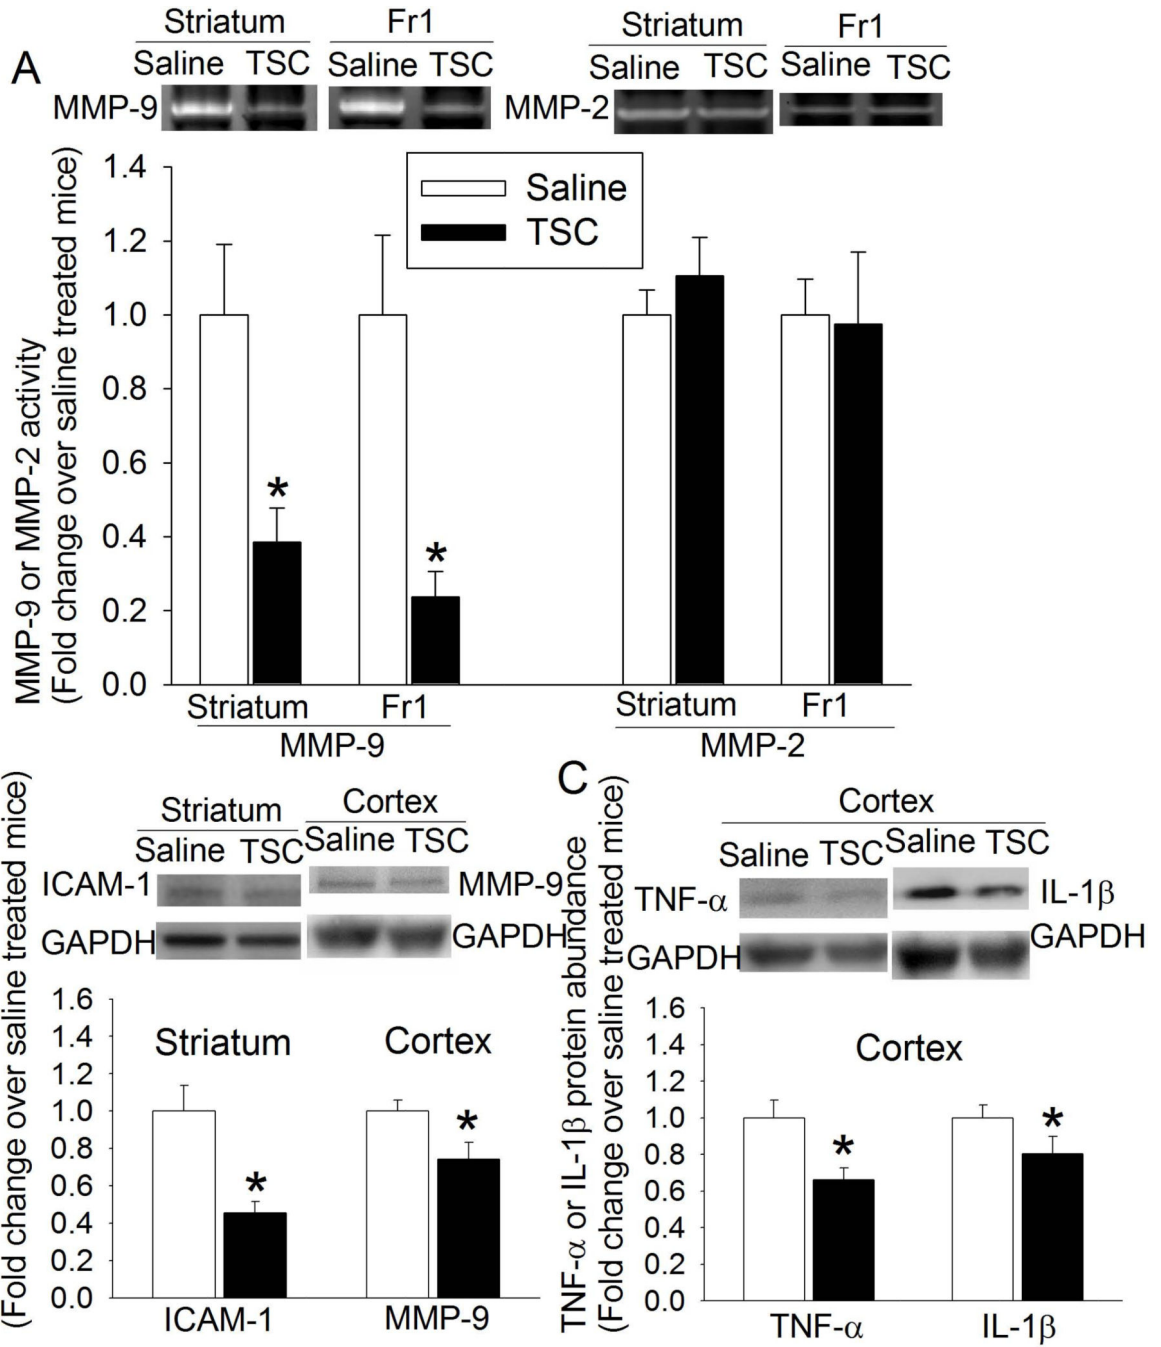 A
Striatum
Fr1
Saline TSC
Saline TSC
MMP-9
Striatum
Fr1
Saline TSC
Saline TSC
MMP-2
MMP-9 or MMP-2 activity
(Fold change over saline treated mice)
1.4
1.2
1.0
0.8
0.6
0.4
0.2
0.0
Saline
TSC
*
*
Striatum
Fr1
Striatum
Fr1
MMP-9
MMP-2
(Fold change over saline treated mice)
Striatum
Cortex
Saline TSC
Saline TSC
ICAM-1
MMP-9
GAPDH
GAPDH
1.6
1.4
1.2
1.0
0.8
0.6
0.4
0.2
0.0
Striatum
Cortex
*
*
ICAM-1
MMP-9
C
TNF-α or IL-1β protein abundance
(Fold change over saline treated mice)
Cortex
Saline TSC
Saline TSC
TNF-α
IL-1β
GAPDH
GAPDH
1.6
1.4
1.2
1.0
0.8
0.6
0.4
0.2
0.0
Cortex
*
*
TNF-α
IL-1β